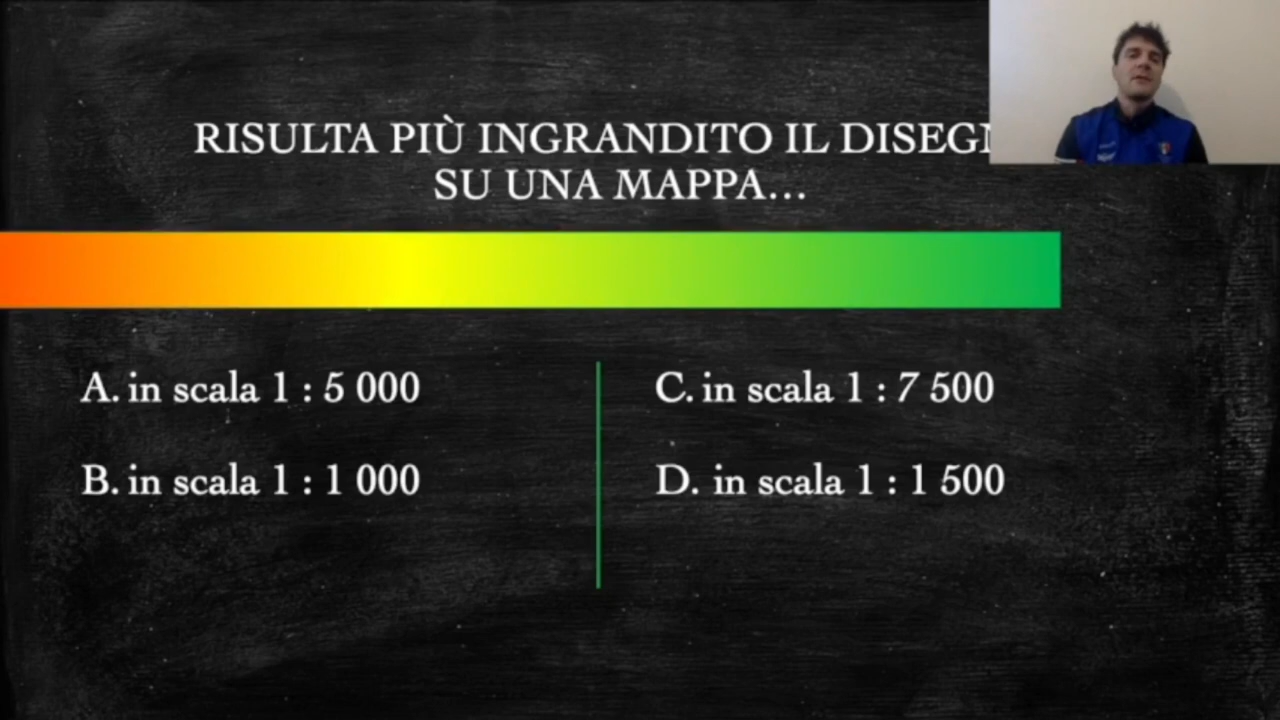 RISULTA PIÙ INGRANDITO IL
SU UNA MAPPA...
A. in scala 1 : 5 000
B. in scala 1 : 1 000
C. in scala 1 : 7 500
D. in scala 1 : 1 500